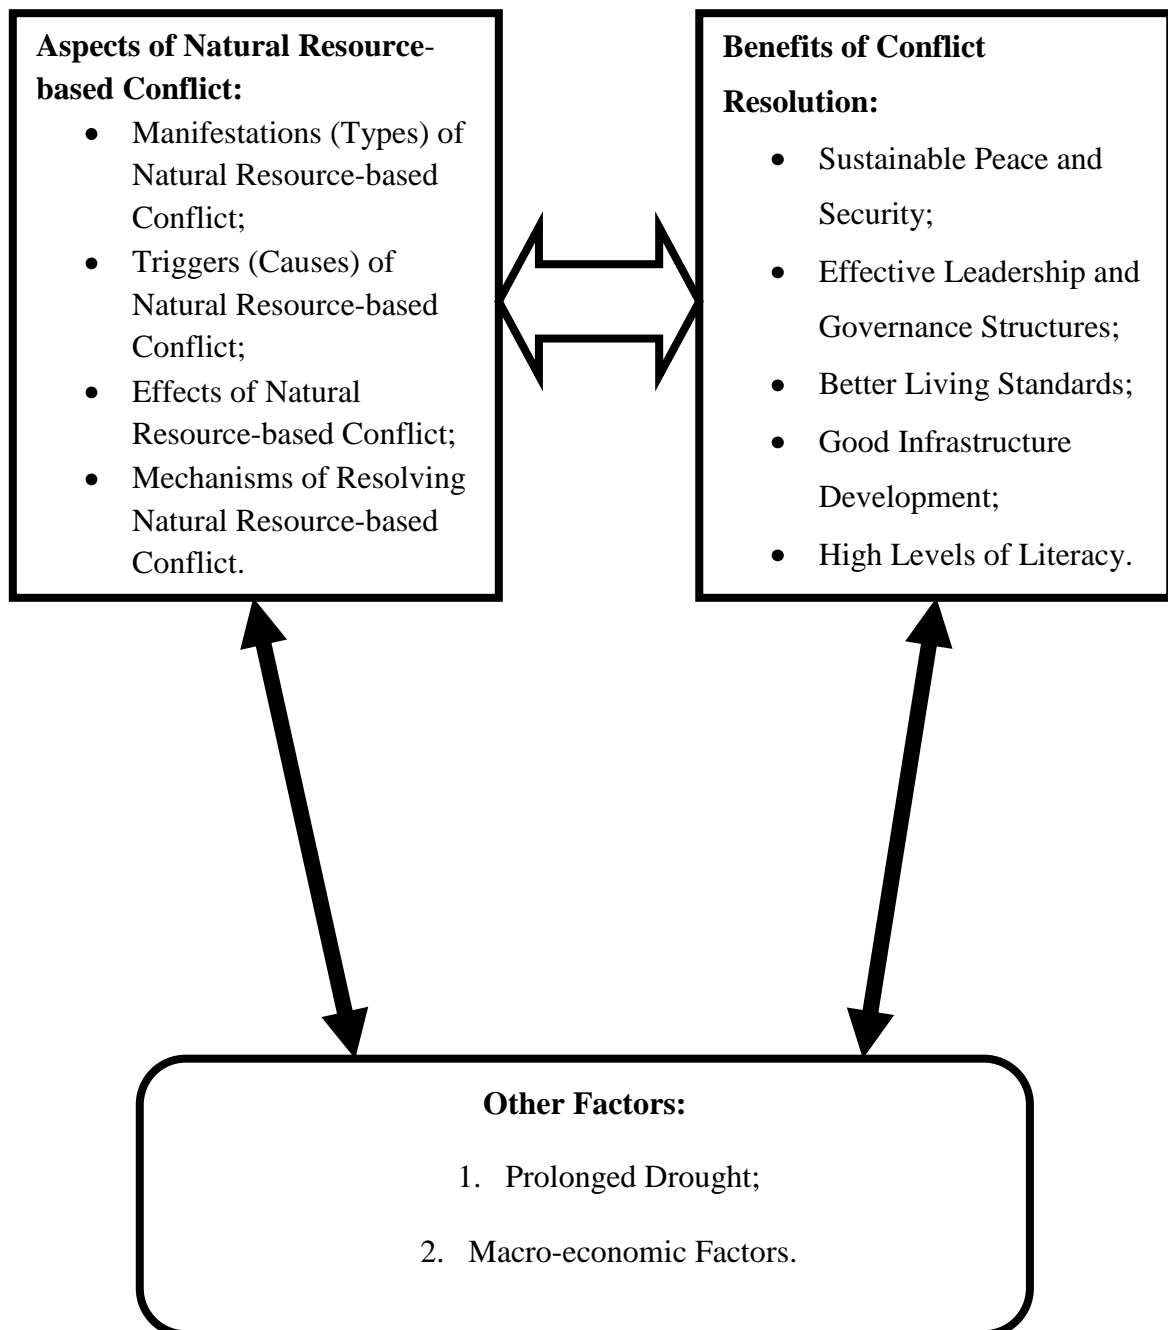 Aspects of Natural Resource-
based Conflict:
• Manifestations (Types) of
Natural Resource-based
Conflict;
• Triggers (Causes) of
Natural Resource-based
Conflict;
• Effects of Natural
Resource-based Conflict;
• Mechanisms of Resolving
Natural Resource-based
Conflict.
Benefits of Conflict
Resolution:
• Sustainable Peace and
Security;
• Effective Leadership and
Governance Structures;
• Better Living Standards;
• Good Infrastructure
Development;
• High Levels of Literacy.
Other Factors:
1. Prolonged Drought;
2. Macro-economic Factors.